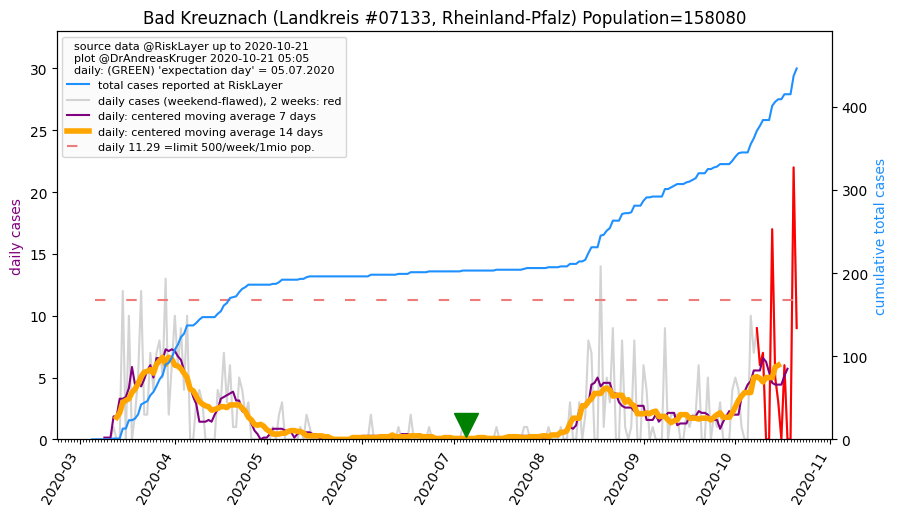 Bad Kreuznach (Landkreis #07133, Rheinland-Pfalz) Population=158080
source data @RiskLayer up to 2020-10-21
plot @DrAndreasKruger 2020-10-21 05:05
daily: (GREEN) 'expectation day' = 05.07.2020
total cases reported at RiskLayer
daily cases (weekend-flawed), 2 weeks: red
daily: centered moving average 7 days
daily: centered moving average 14 days
daily 11.29 =limit 500/week/1mio pop.
daily cases
30
25
20
15
10
5
0
400
300
200
100
0
cumulative total cases
2020-03
2020-04
2020-05
2020-06
2020-07
2020-08
2020-09
2020-10
2020-11